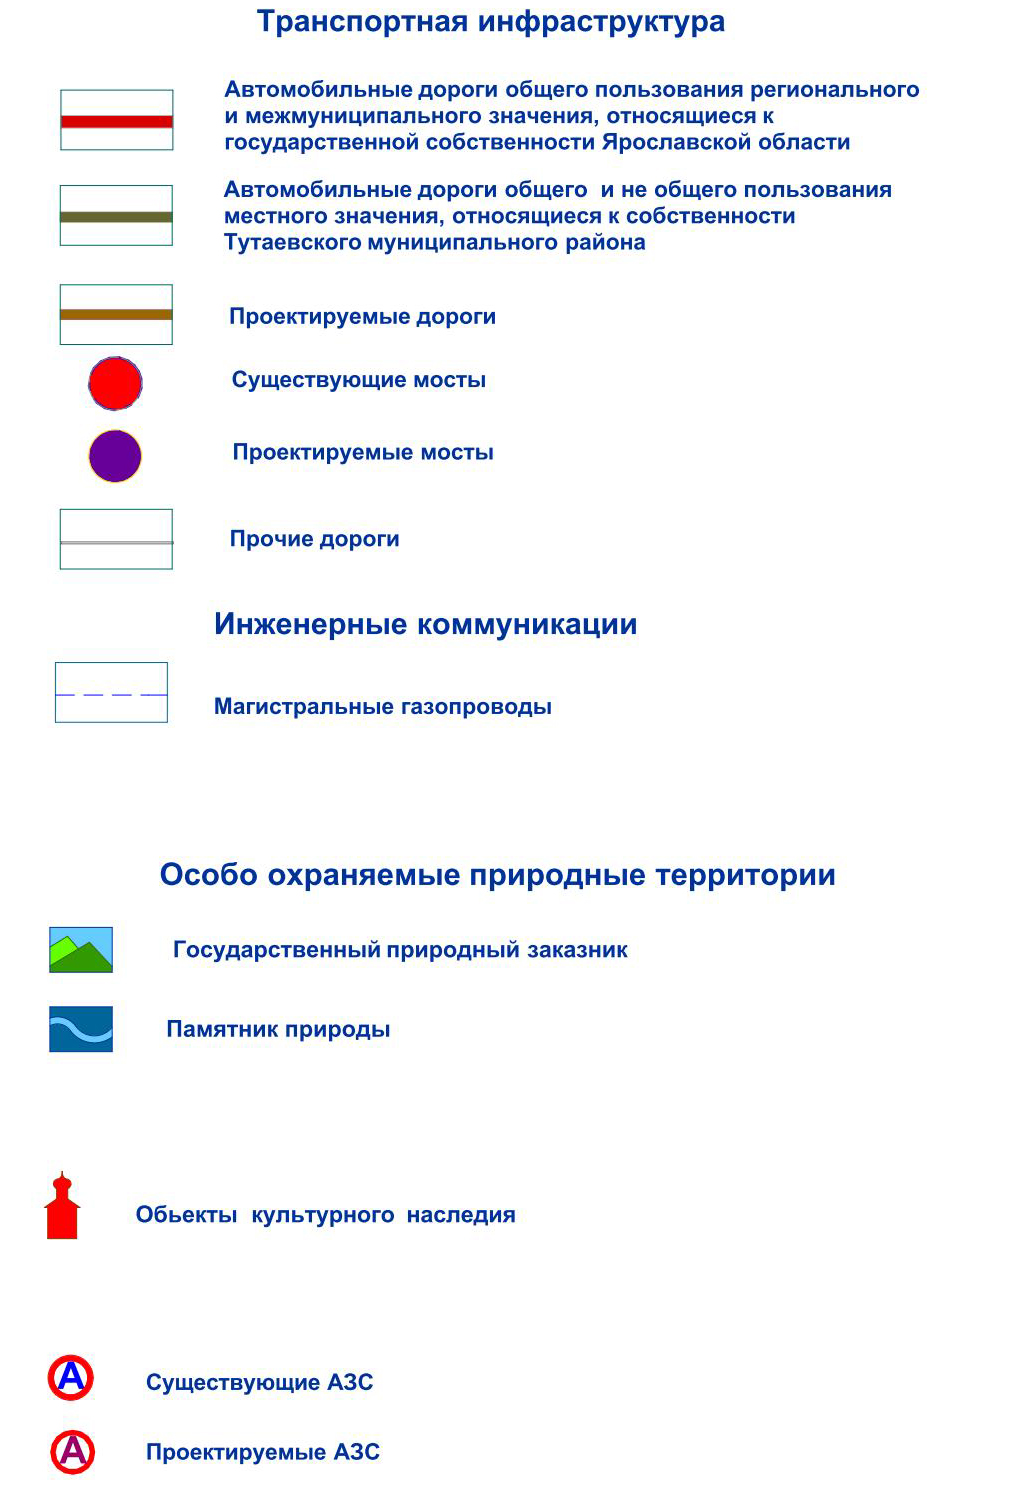 Транспортная инфраструктура
Автомобильные дороги общего пользования регионального
и межмуниципального значения, относящиеся к
государственной собственности Ярославской области
Автомобильные дороги общего и не общего пользования
местного значения, относящиеся к собственности
Тутаевского муниципального района
Проектируемые дороги
Существующие мосты
Проектируемые мосты
Прочие дороги
Инженерные коммуникации
Магистральные газопроводы
Особо охраняемые природные территории
Государственный природный заказник
Памятник природы
Обьекты культурного наследия
А
Существующие АЗС
А
Проектируемые АЗС